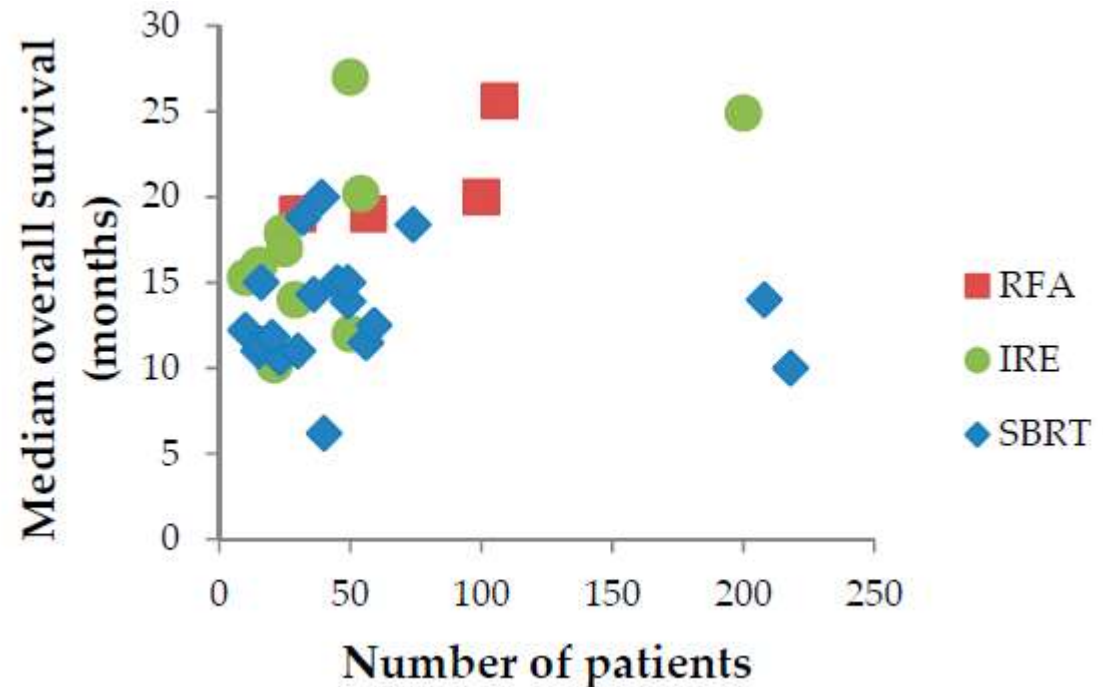 Median overall survival
(months)
30
25
20
15
10
5
0
0 50 100 150 200 250
Number of patients
RFA
IRE
SBRT